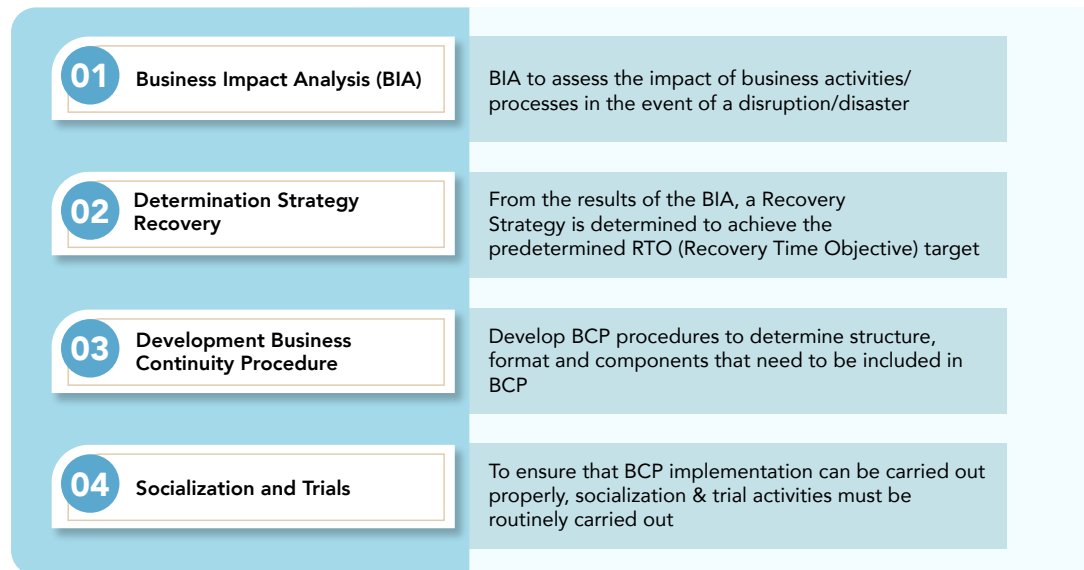 01
Business Impact Analysis (BIA)
BIA to assess the impact of business activities/
processes in the event of a disruption/disaster
02
Determination Strategy
Recovery
From the results of the BIA, a Recovery
Strategy is determined to achieve the
predetermined RTO (Recovery Time Objective) target
03
Development Business
Continuity Procedure
Develop BCP procedures to determine structure,
format and components that need to be included in
BCP
04
Socialization and Trials
To ensure that BCP implementation can be carried out
properly, socialization & trial activities must be
routinely carried out